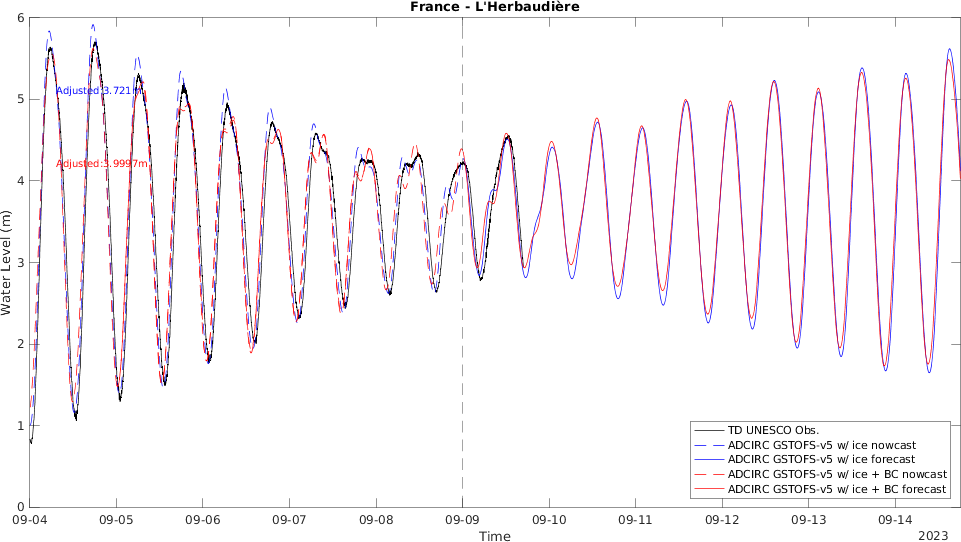 France - L'Herbaudière
6
5
4
3
2
1
0
Water Level (m)
Adjusted:3.721m
Adjusted:3.9997m
TD UNESCO Obs.
ADCIRC GSTOFS-v5 w/ ice nowcast
ADCIRC GSTOFS-v5 w/ ice forecast
ADCIRC GSTOFS-v5 w/ ice + BC nowcast
ADCIRC GSTOFS-v5 w/ ice + BC forecast
09-04 09-05 09-06 09-07 09-08 09-09 09-10 09-11 09-12 09-13 09-14
Time
2023